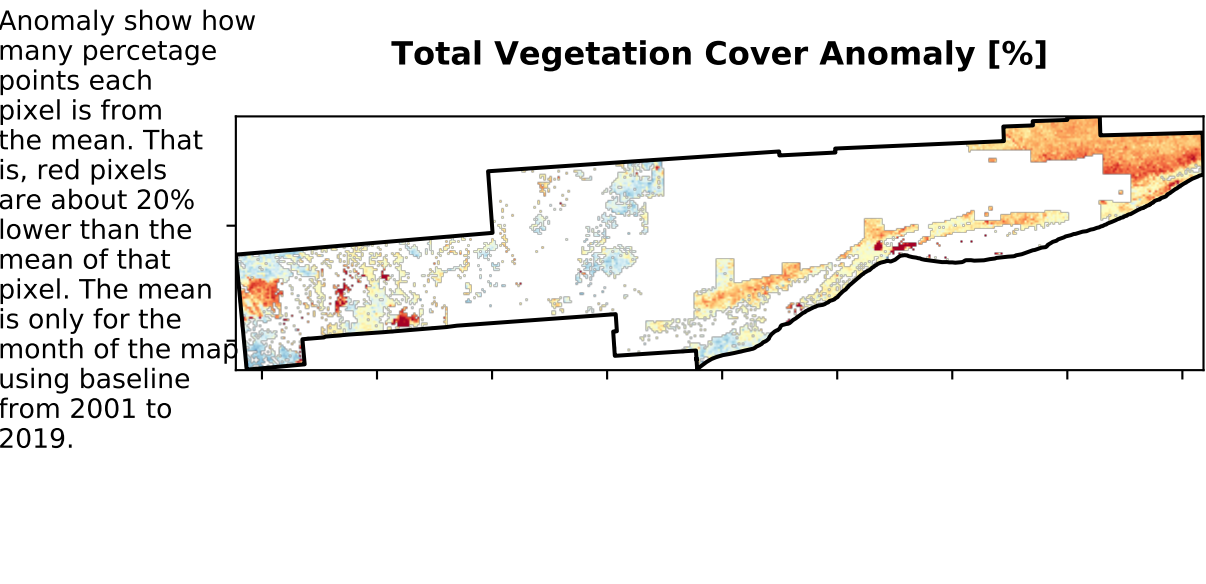 Anomaly show how
many percetage
points each
pixel is from
the mean. That
is, red pixels
are about 20%
lower than the
mean of that
pixel. The mean
is only for the
month of the map
using baseline
from 2001 to
2019.
Total Vegetation Cover Anomaly [%]